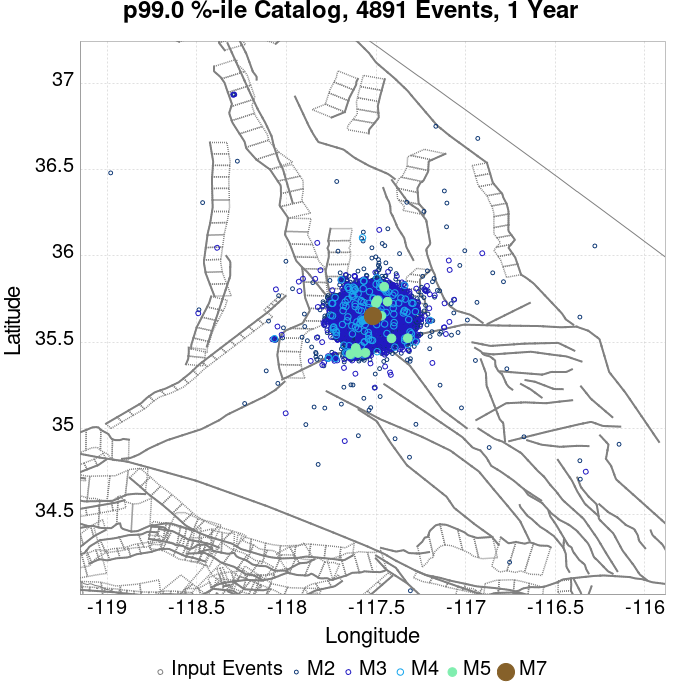 p99.0 %-ile Catalog, 4891 Events, 1 Year
37
36.5
36
35.5
35
34.5
Latitude
-119 -118.5 -118 -117.5 -117 -116.5 -116
Longitude
Input Events M2 M3 M4 M5 M7